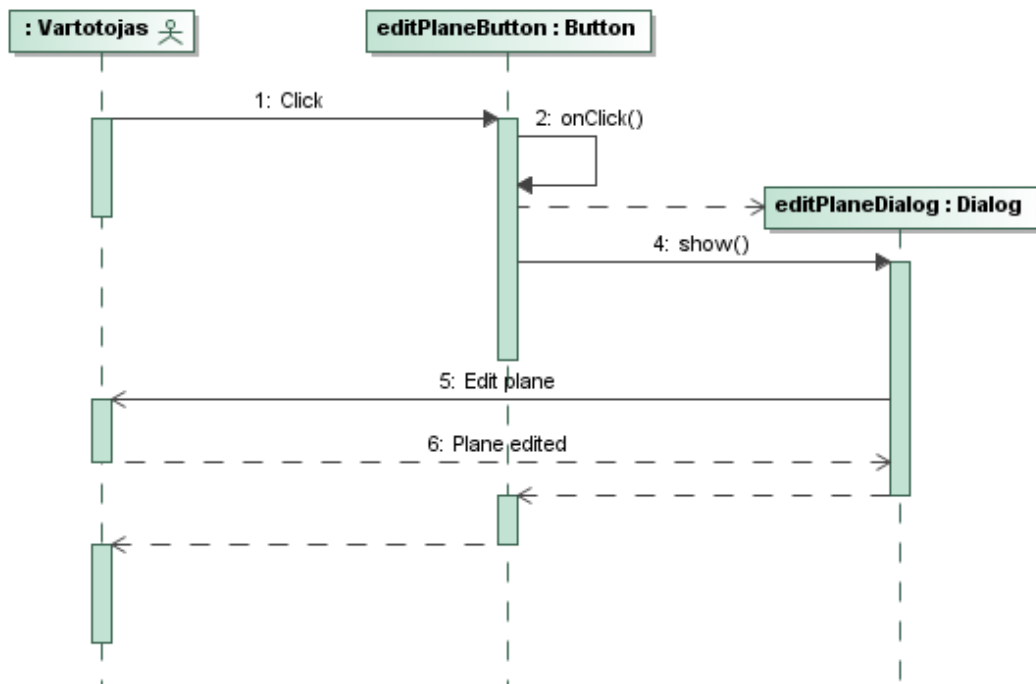 : Vartotojas
editPlaneButton : Button
1: Click
2: onClick()
editPlaneDialog : Dialog
4: show()
5: Edit plane
6: Plane edited